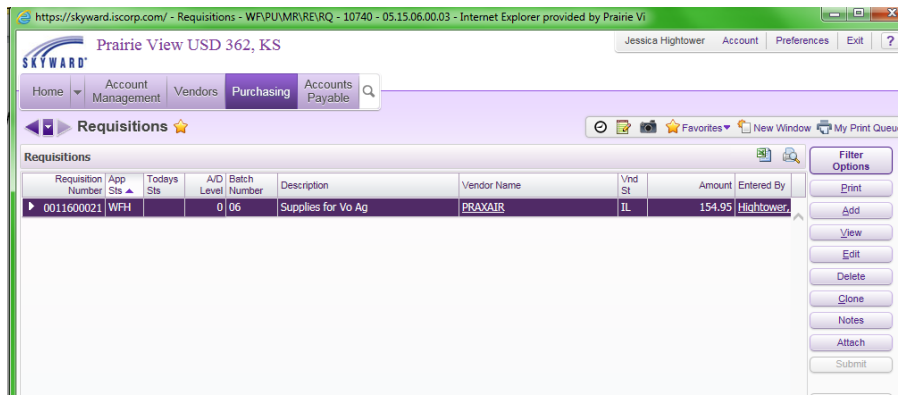 https://skyward.iscorp.com/ - Requisitions - WF\PU\MR\RE\RQ - 10740 - 05.15.06.00.03 - Internet Explorer provided by Prairie Vi
SKYWARD
Prairie View USD 362, KS
Jessica Hightower Account Preferences Exit ?
Home Account Management Vendors Purchasing Accounts Payable
Requisitions
Favorites New Window My Print Queu
Requisitions
Requisition Number App Sts Todays Sts A/D Level Batch Number Description Vendor Name Vnd St Amount Entered By
0011600021 WFH 0 06 Supplies for Vo Ag PRAXAIR IL 154.95 Hightower,
Filter Options
Print
Add
View
Edit
Delete
Clone
Notes
Attach
Submit